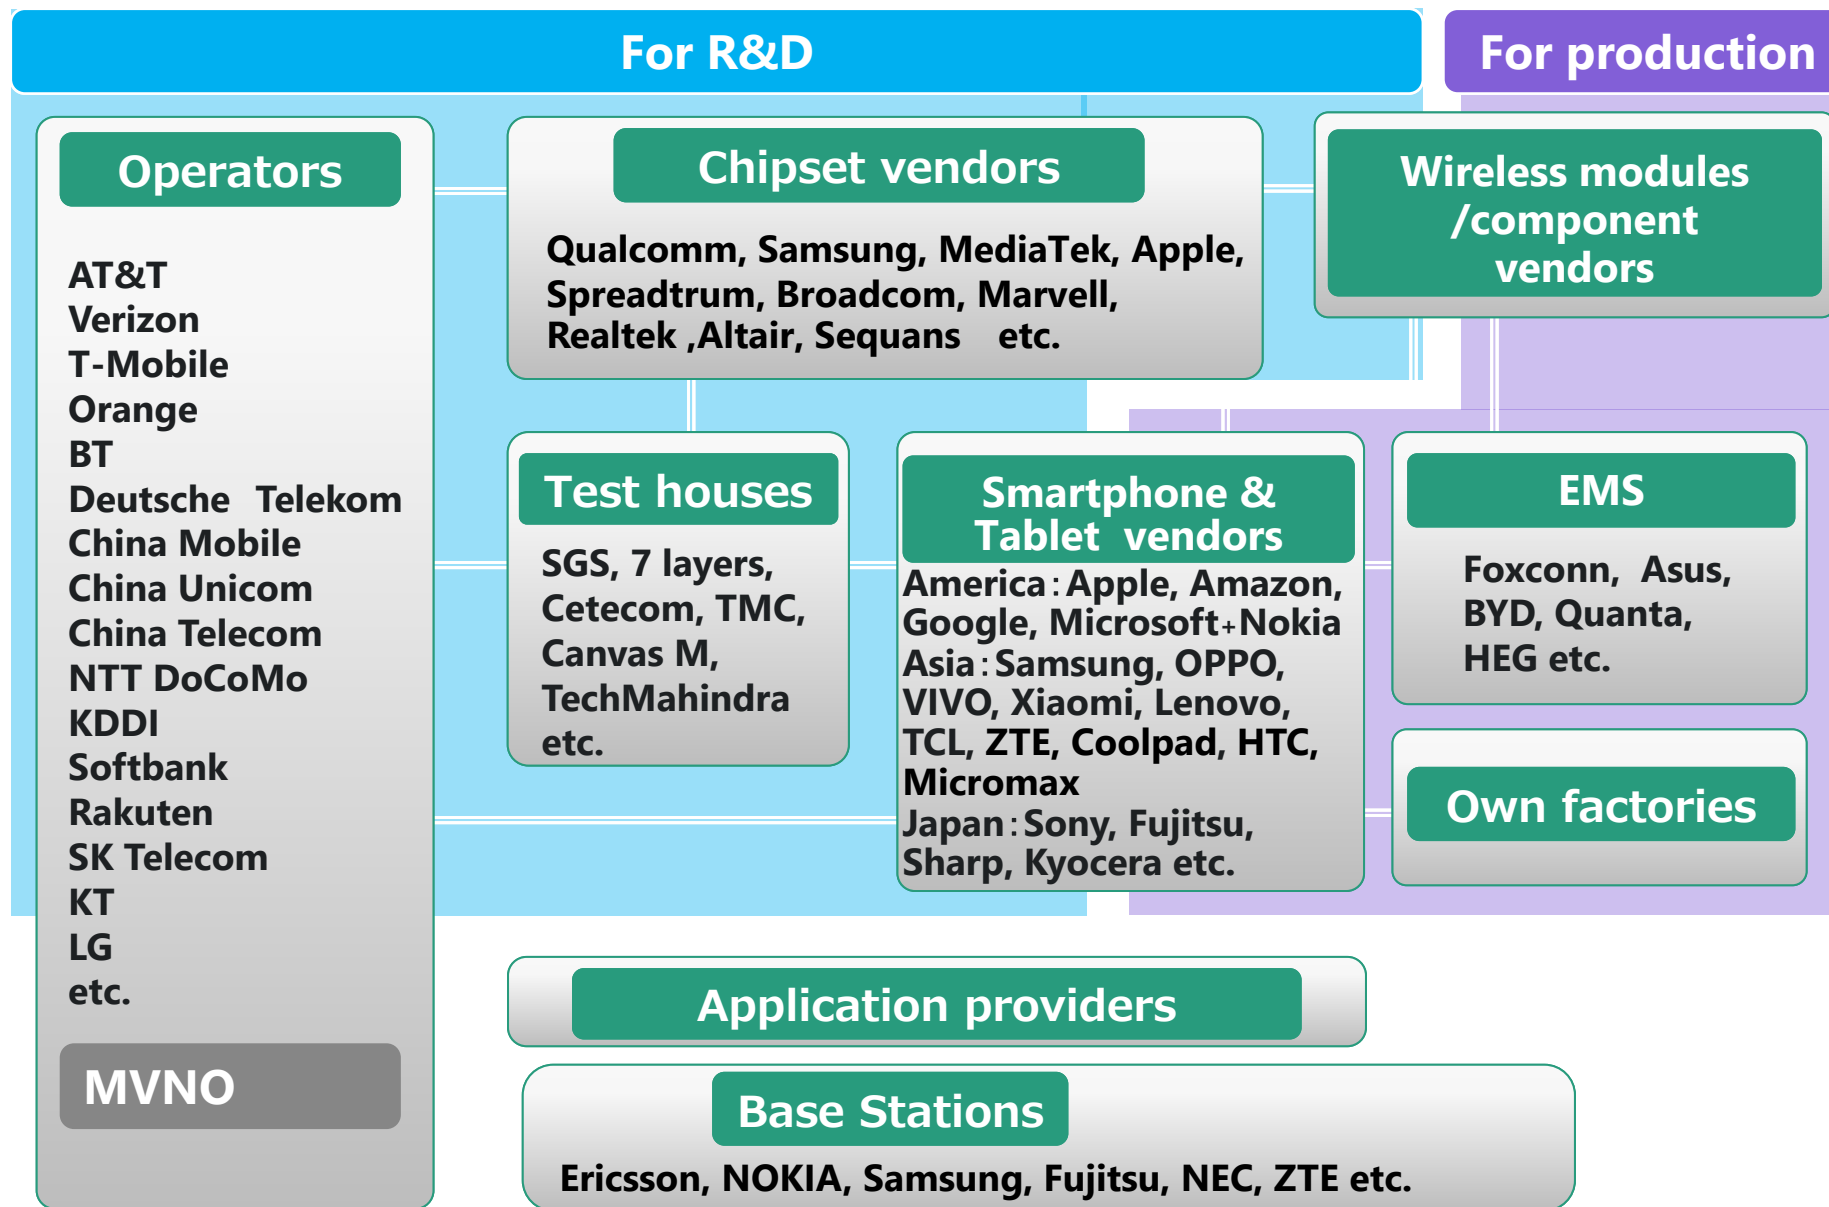 For R&D
For production
Operators
AT&T
Verizon
T-Mobile
Orange
BT
Deutsche Telekom
China Mobile
China Unicom
China Telecom
NTT DoCoMo
KDDI
Softbank
Rakuten
SK Telecom
KT
LG
etc.
MVNO
Chipset vendors
Qualcomm, Samsung, MediaTek, Apple,
Spreadtrum, Broadcom, Marvell,
Realtek ,Altair, Sequans etc.
Wireless modules
/component
vendors
Test houses
SGS, 7 layers,
Cetecom, TMC,
Canvas M,
TechMahindra
etc.
Smartphone &
Tablet vendors
America：Apple, Amazon,
Google, Microsoft+Nokia
Asia：Samsung, OPPO,
VIVO, Xiaomi, Lenovo,
TCL, ZTE, Coolpad, HTC,
Micromax
Japan：Sony, Fujitsu,
Sharp, Kyocera etc.
EMS
Foxconn, Asus,
BYD, Quanta,
HEG etc.
Own factories
Application providers
Base Stations
Ericsson, NOKIA, Samsung, Fujitsu, NEC, ZTE etc.